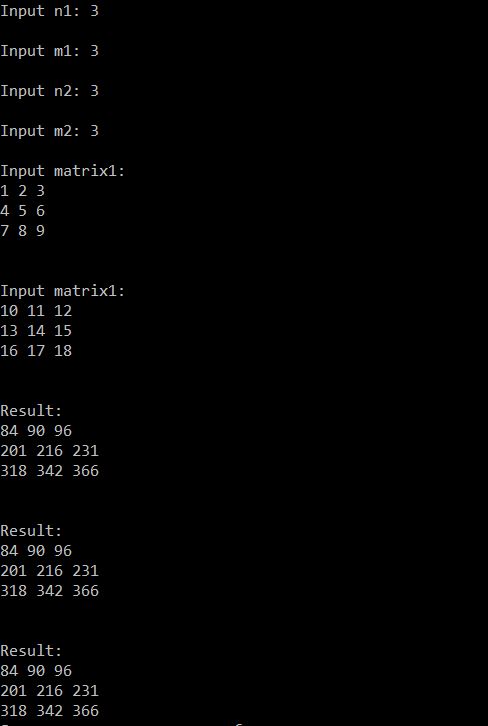 Input n1: 3
Input m1: 3
Input n2: 3
Input m2: 3
Input matrix1:
1 2 3
4 5 6
7 8 9
Input matrix1:
10 11 12
13 14 15
16 17 18
Result:
84 90 96
201 216 231
318 342 366
Result:
84 90 96
201 216 231
318 342 366
Result:
84 90 96
201 216 231
318 342 366